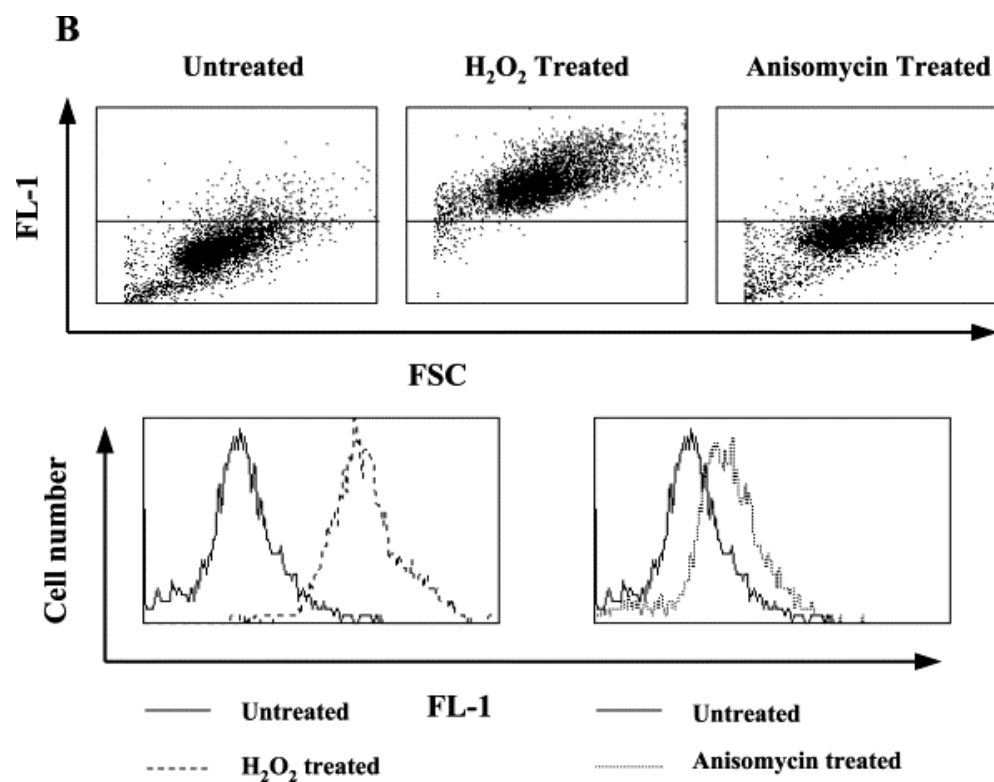 B
Untreated
H₂O₂ Treated
Anisomycin Treated
FL-1
FSC
Cell number
FL-1
Untreated
H₂O₂ treated
Untreated
Anisomycin treated